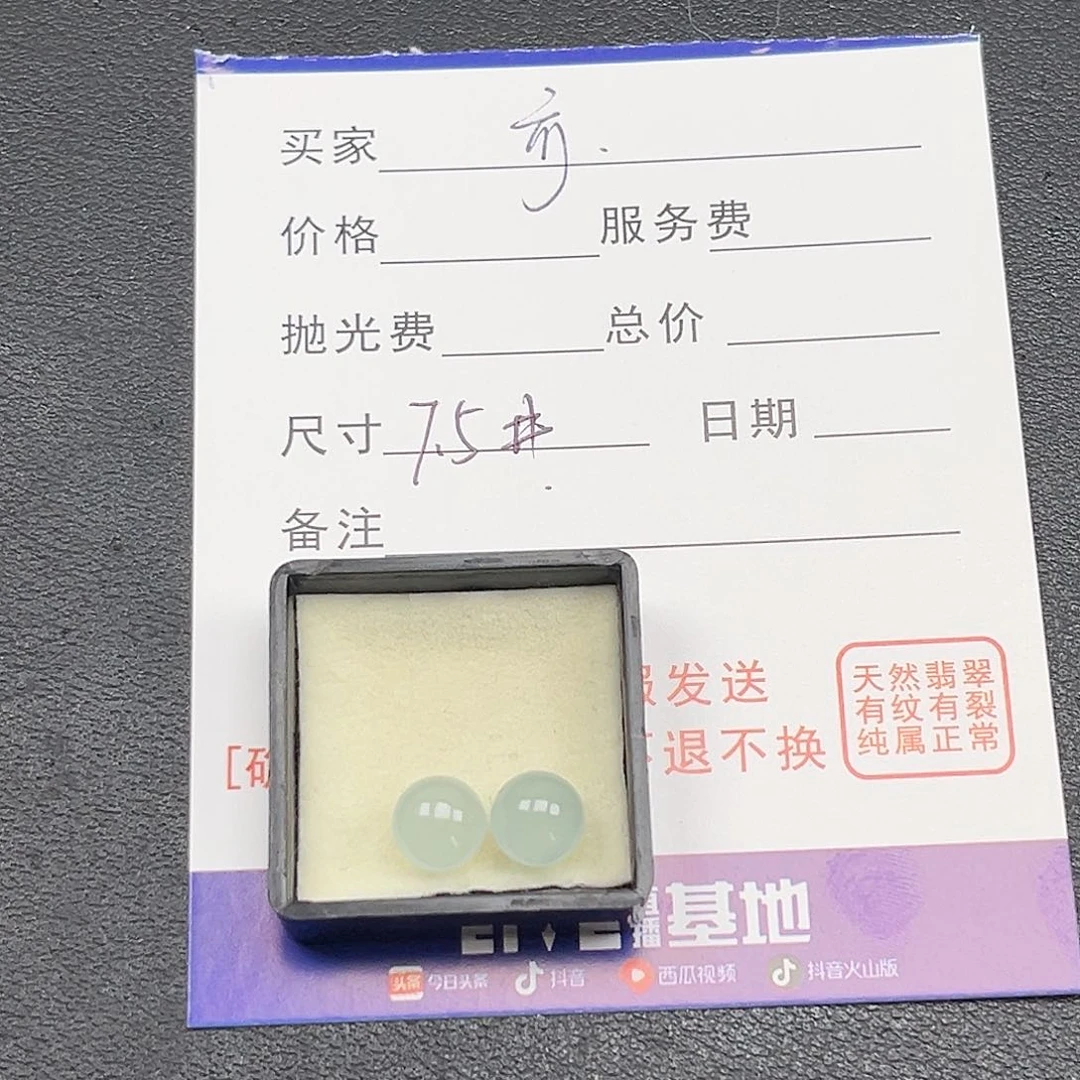 买家
价格 服务费
抛光费 总价
尺寸 7.5 # 日期
备注
发送
退不换
天然翡翠
有纹有裂
纯属正常
播基地
今日头条 抖音 西瓜视频 抖音火山版